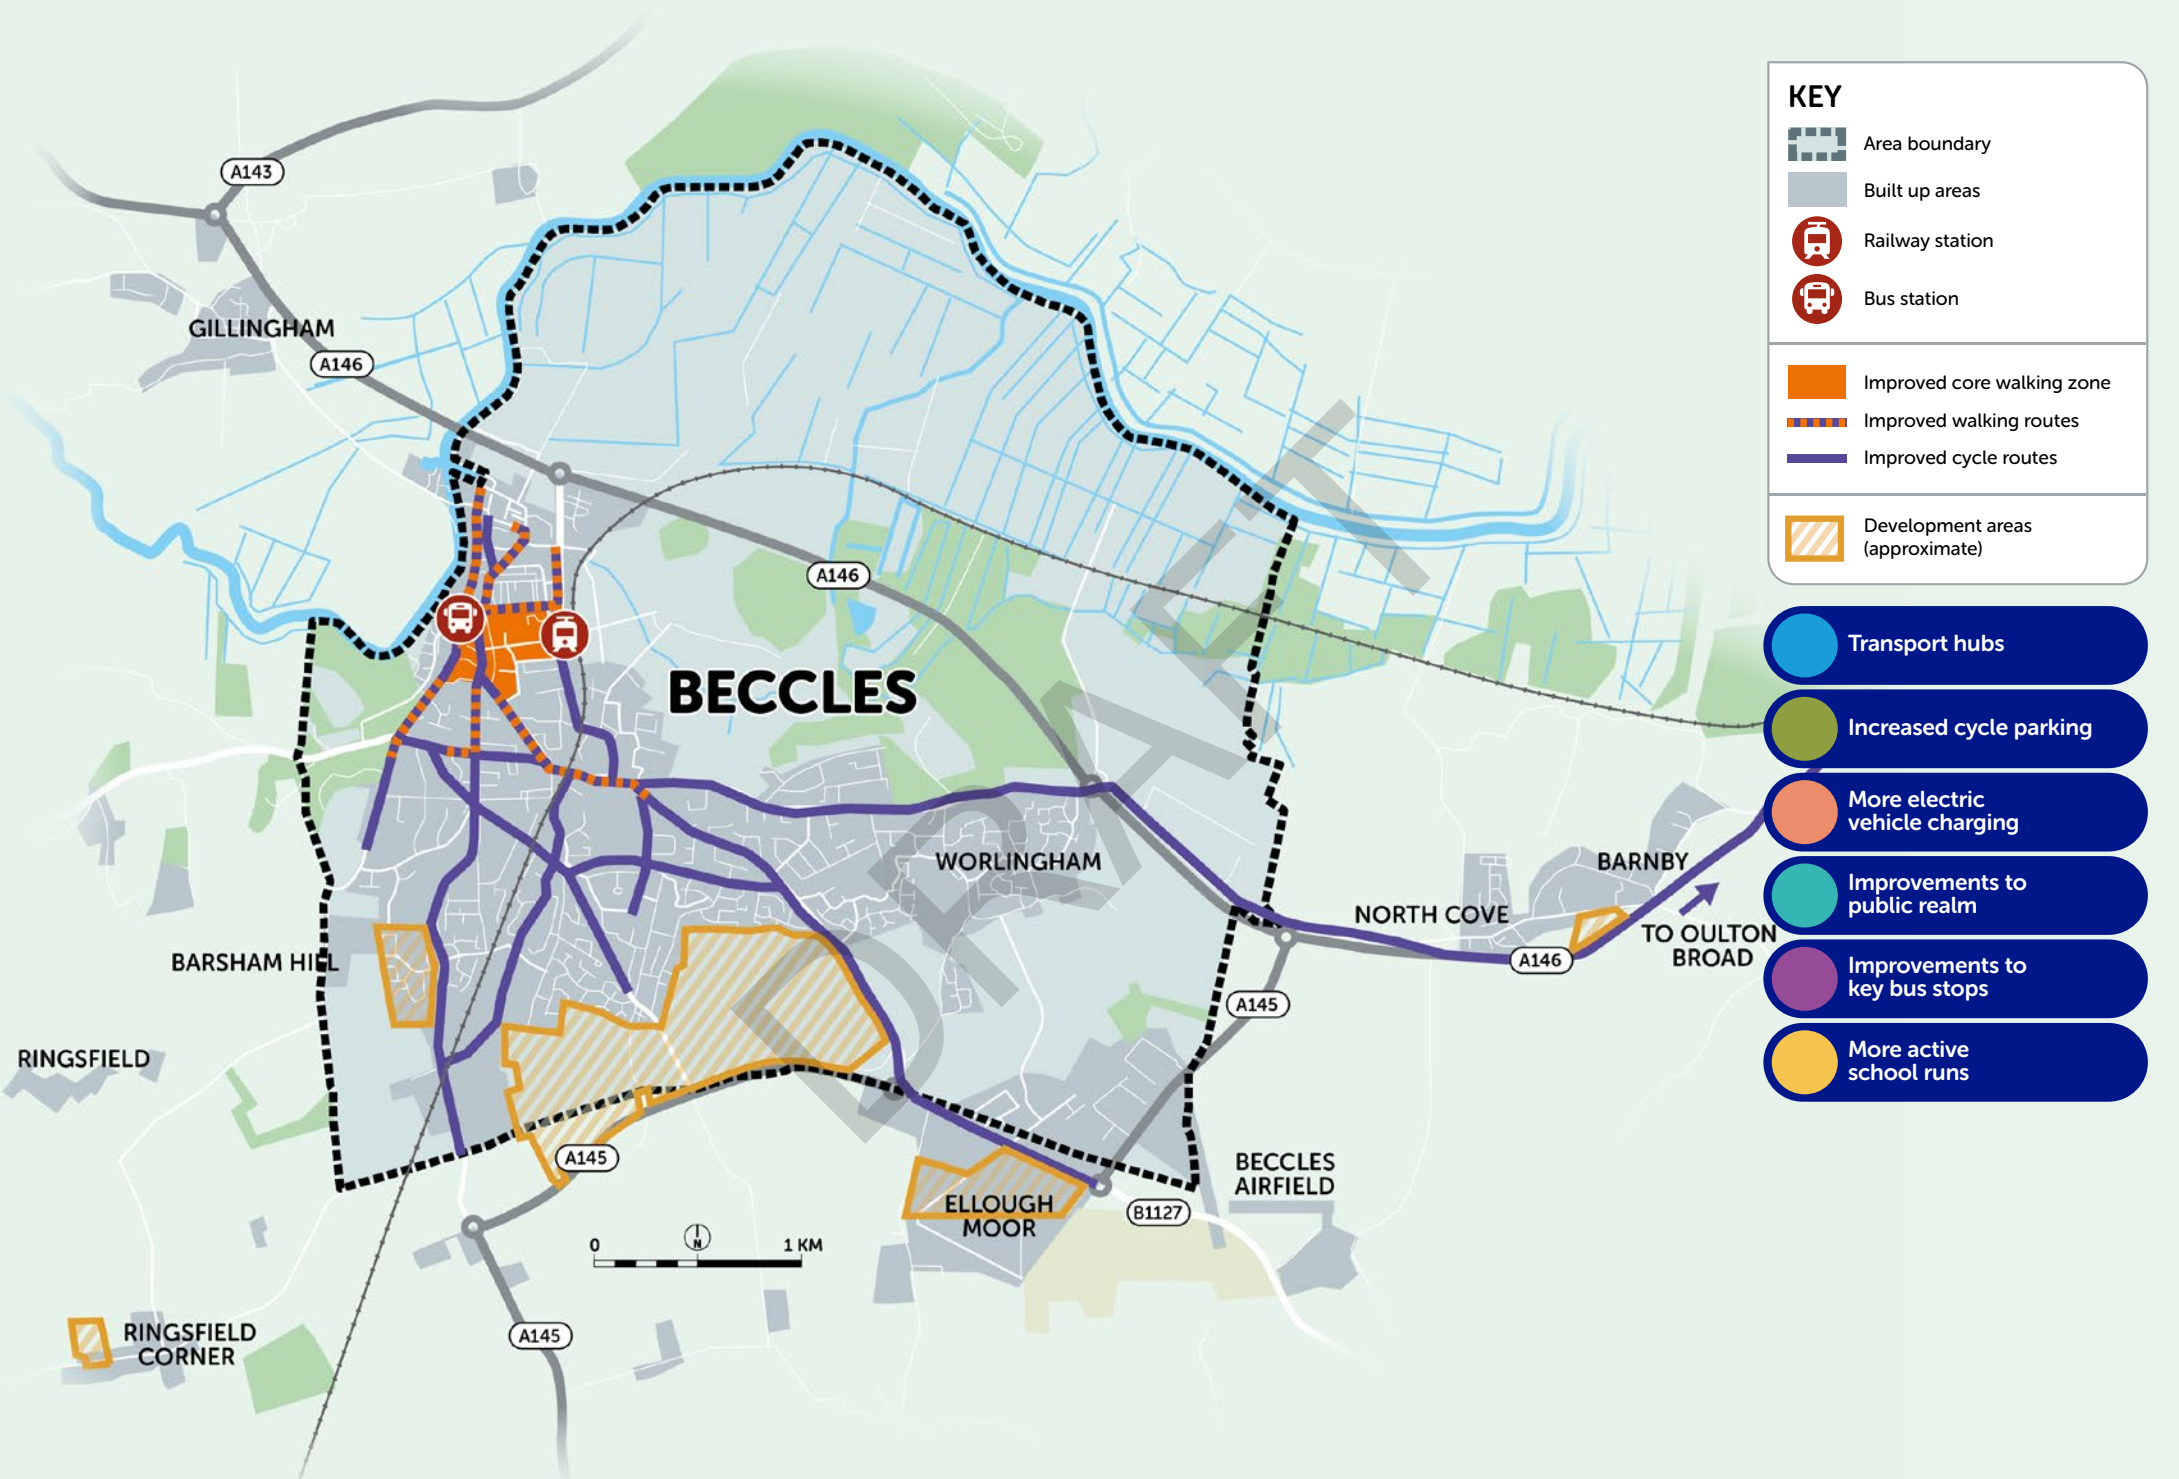 KEY
Area boundary
Built up areas
Railway station
Bus station
Improved core walking zone
Improved walking routes
Improved cycle routes
Development areas
(approximate)
Transport hubs
Increased cycle parking
More electric
vehicle charging
Improvements to
public realm
Improvements to
key bus stops
More active
school runs
A143
GILLINGHAM
A146
A146
BECCLES
WORLINGHAM
BARNBY
NORTH COVE
TO OULTON
BROAD
A146
BARSHAM HILL
A145
RINGSFIELD
A145
BECCLES
AIRFIELD
ELLOUGH
MOOR
B1127
0
N
1 KM
RINGSFIELD
CORNER
A145
DRAFT